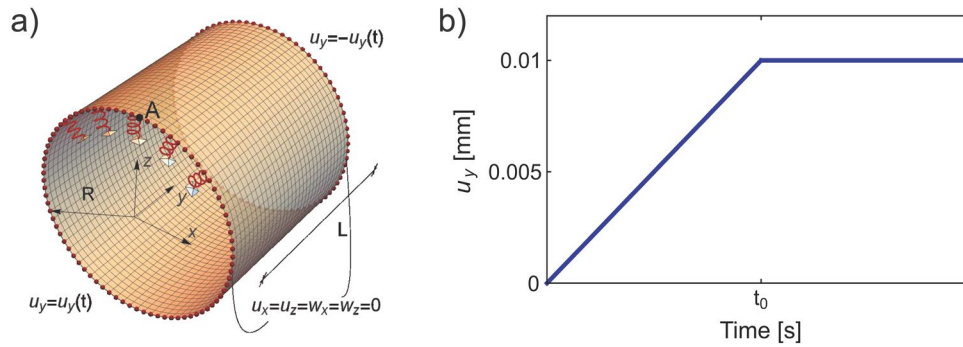 a)
u_y=-u_y(t)
A
z
R
y
x
L
u_y=u_y(t)
u_x=u_z=w_x=w_z=0
b)
0.01
0.005
0
u_y [mm]
t_0
Time [s]